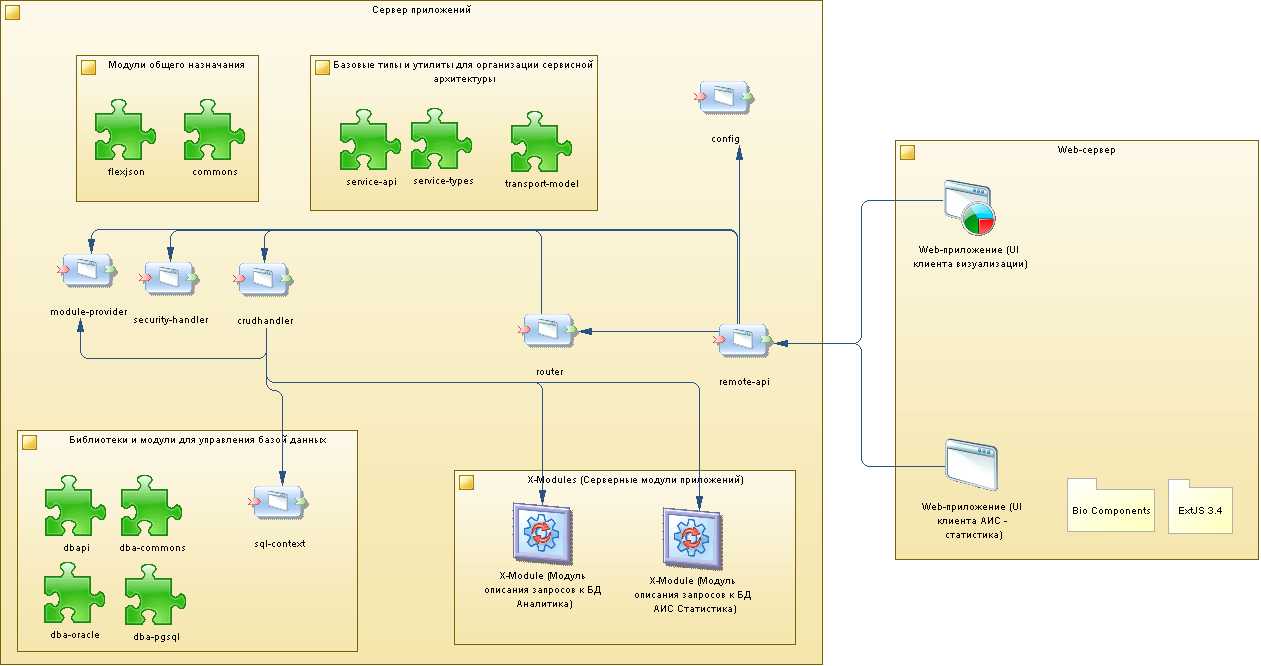 Сервер приложений
Модули общего назначания
flexjson
commons
Базовые типы и утилиты для организации сервисной
архитектуры
service-api
service-types
transport-model
config
module-provider
security-handler
crudhandler
router
remote-api
Библиотеки и модули для управления базой данных
dbapi
dba-commons
sql-context
dba-oracle
dba-pgsql
X-Modules (Серверные модули приложений)
X-Module (Модуль
описания запросов к БД
Аналитика)
X-Module (Модуль
описания запросов к БД
АИС Статистика)
Web-сервер
Web-приложение (UI
клиента визуализации)
Web-приложение (UI
клиента АИС -
статистика)
Bio Components
ExtJS 3.4